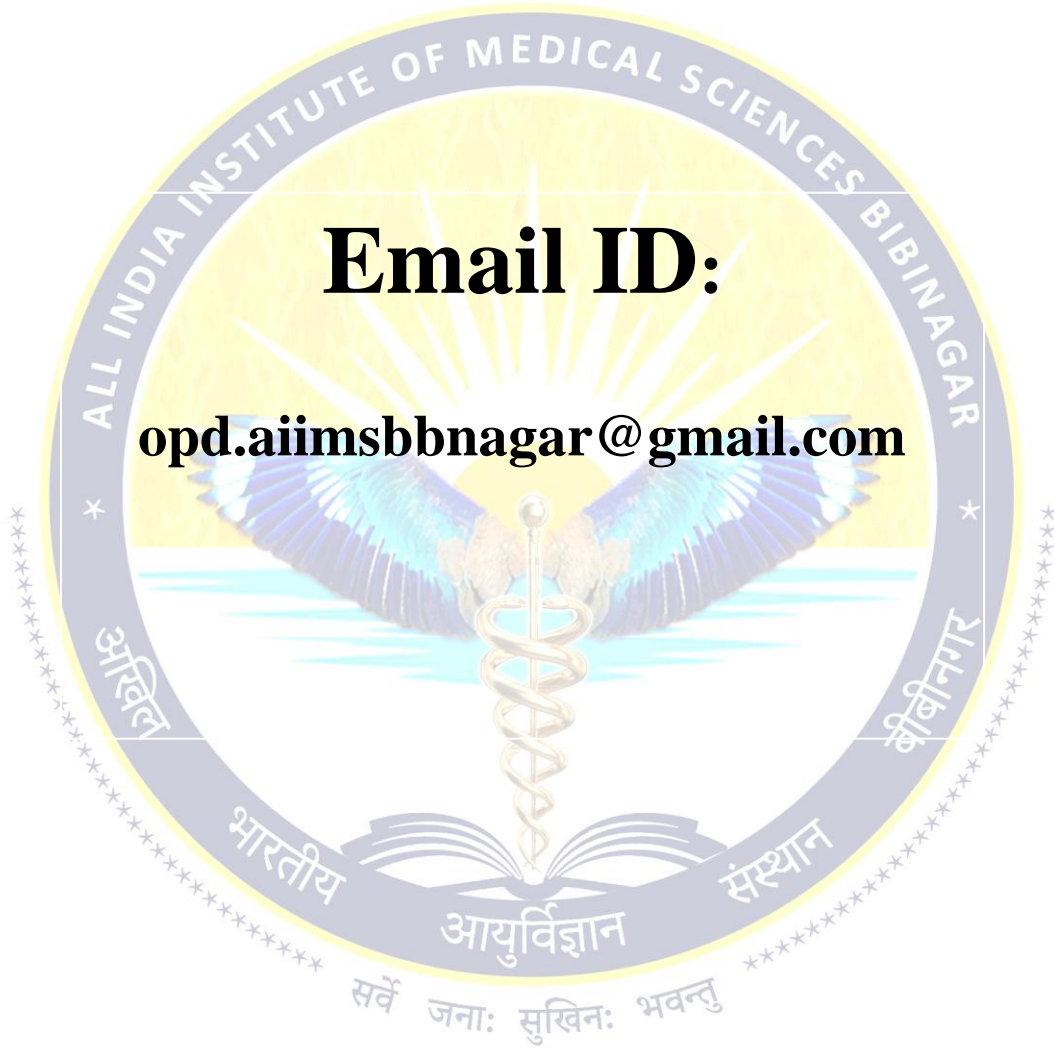 ALL INDIA INSTITUTE OF MEDICAL SCIENCES BIBINAGAR
Email ID:
opd.aiimsbbnagar@gmail.com
अखिल भारतीय आयुर्विज्ञान संस्थान बीबीनगर
सर्वे जनाः सुखिनः भवन्तु